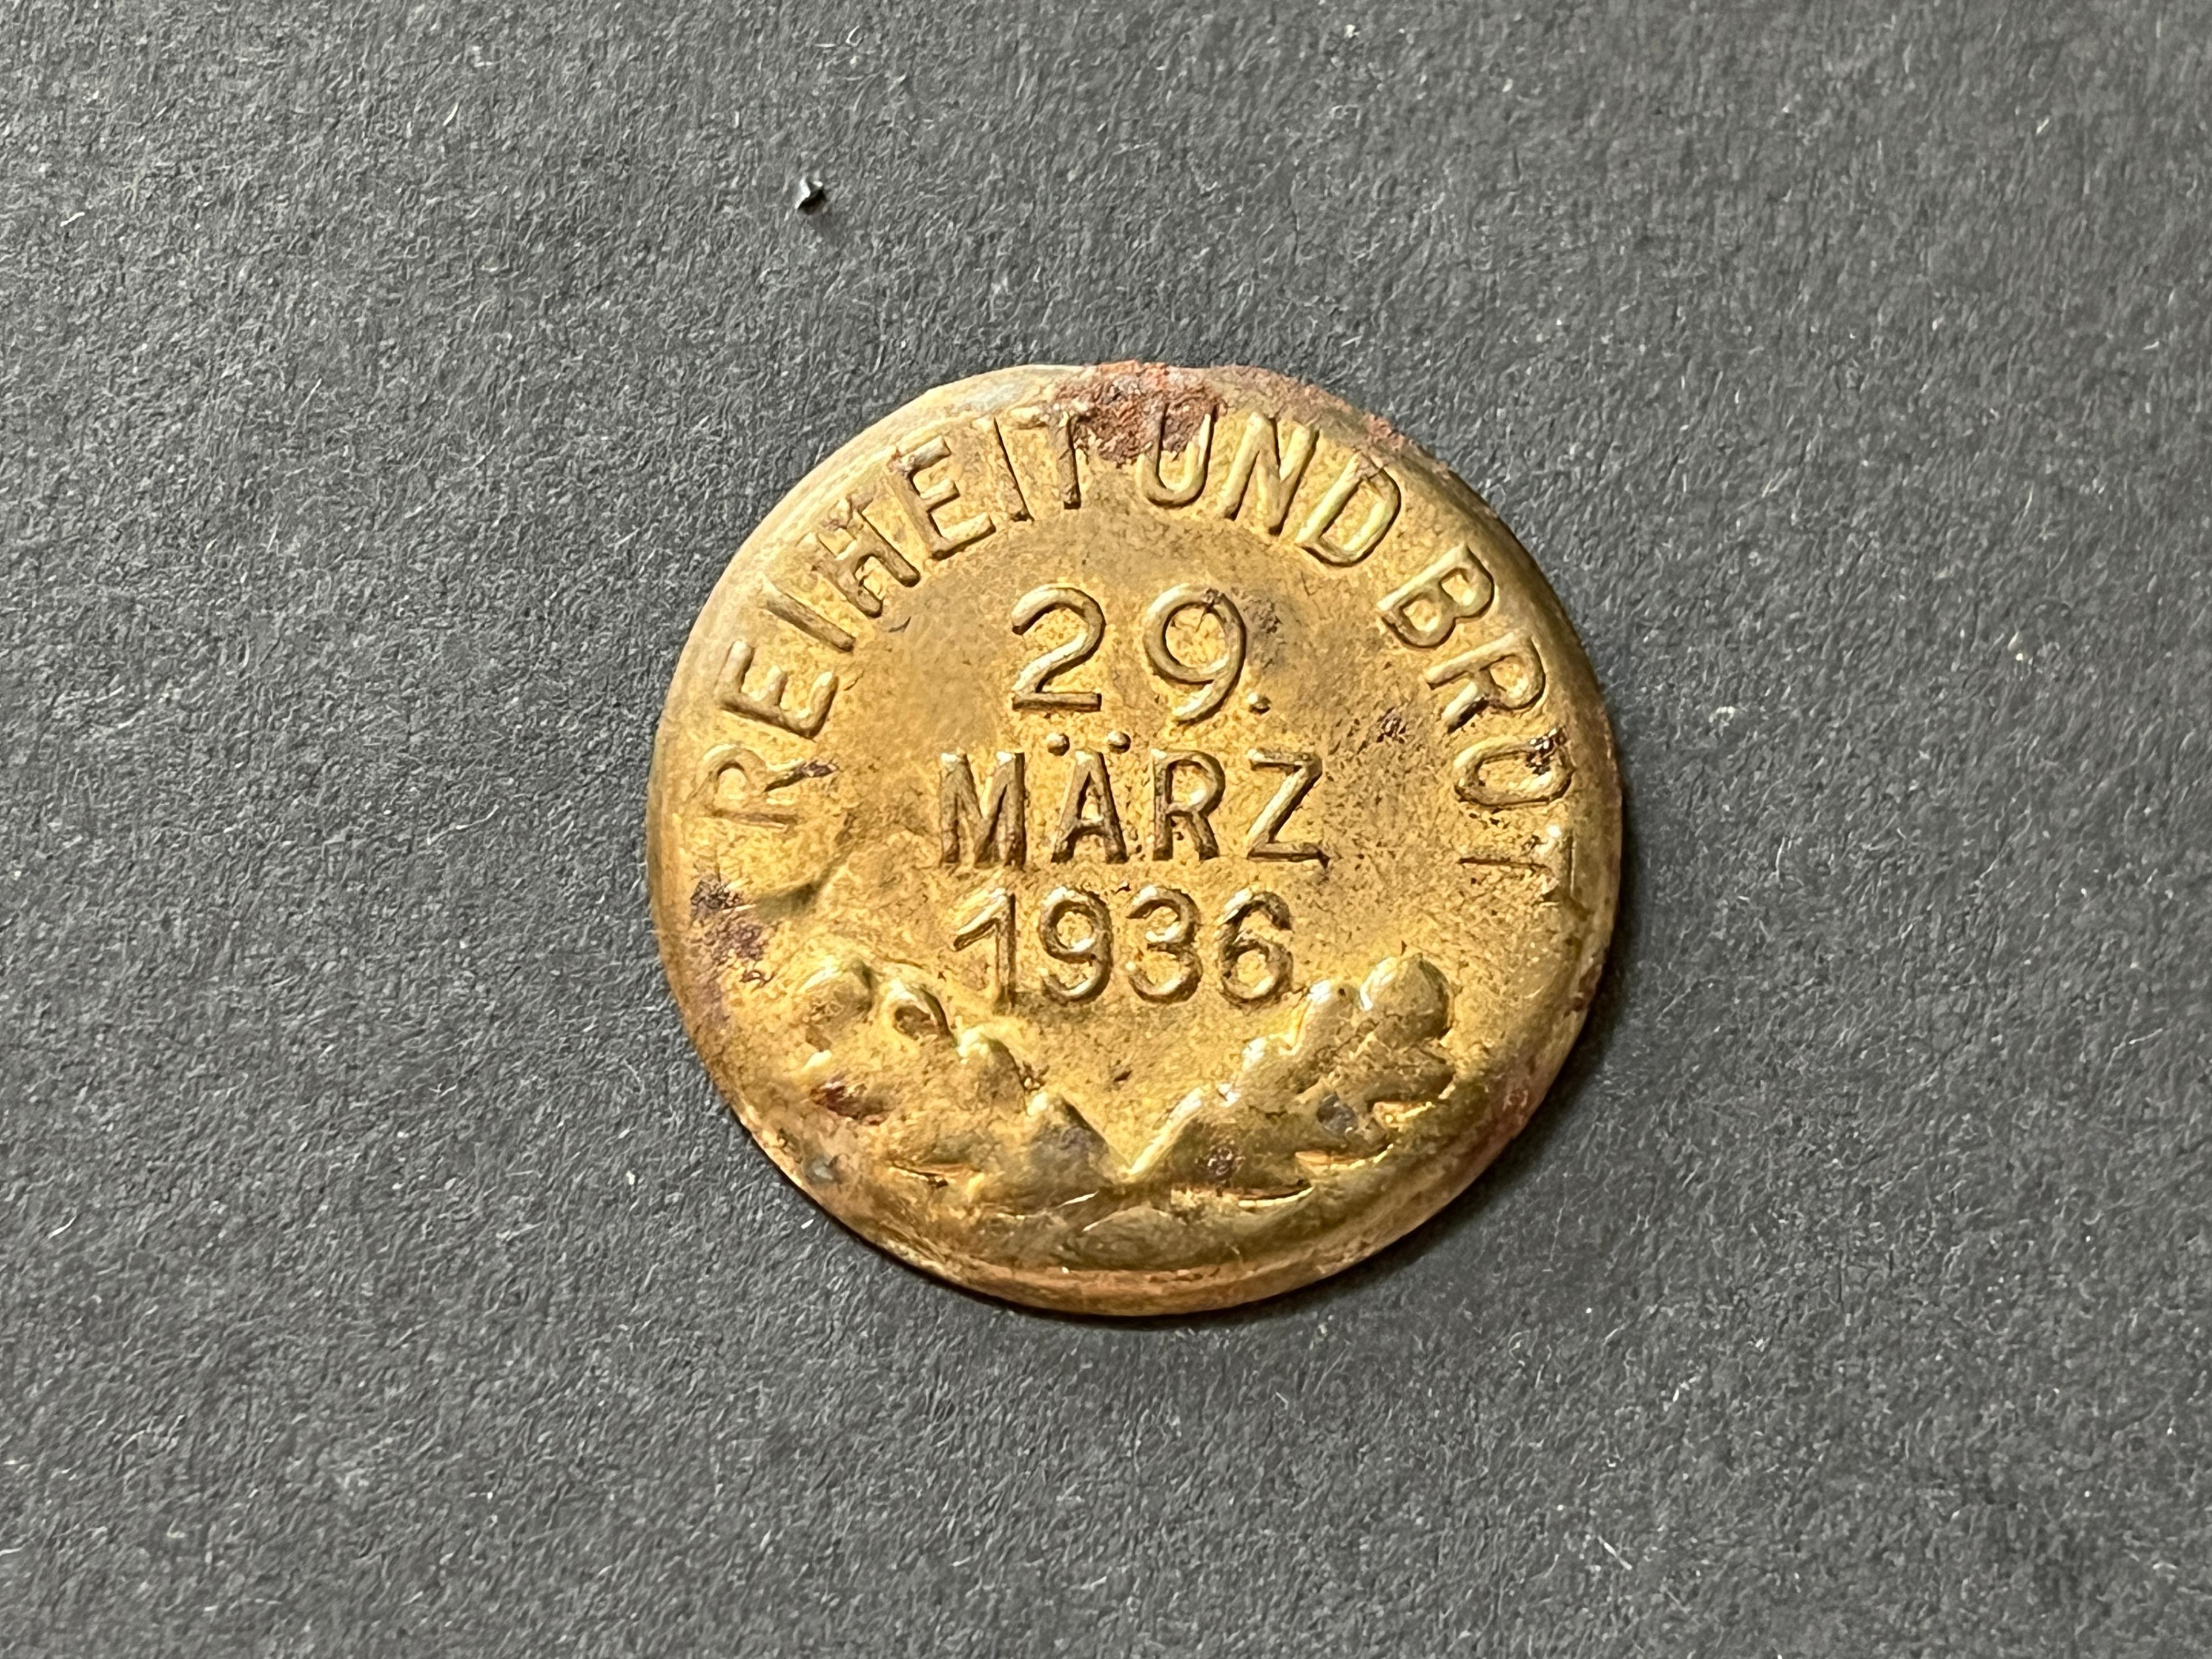 REIHEIT UND BROT
29.
MÄRZ
1936